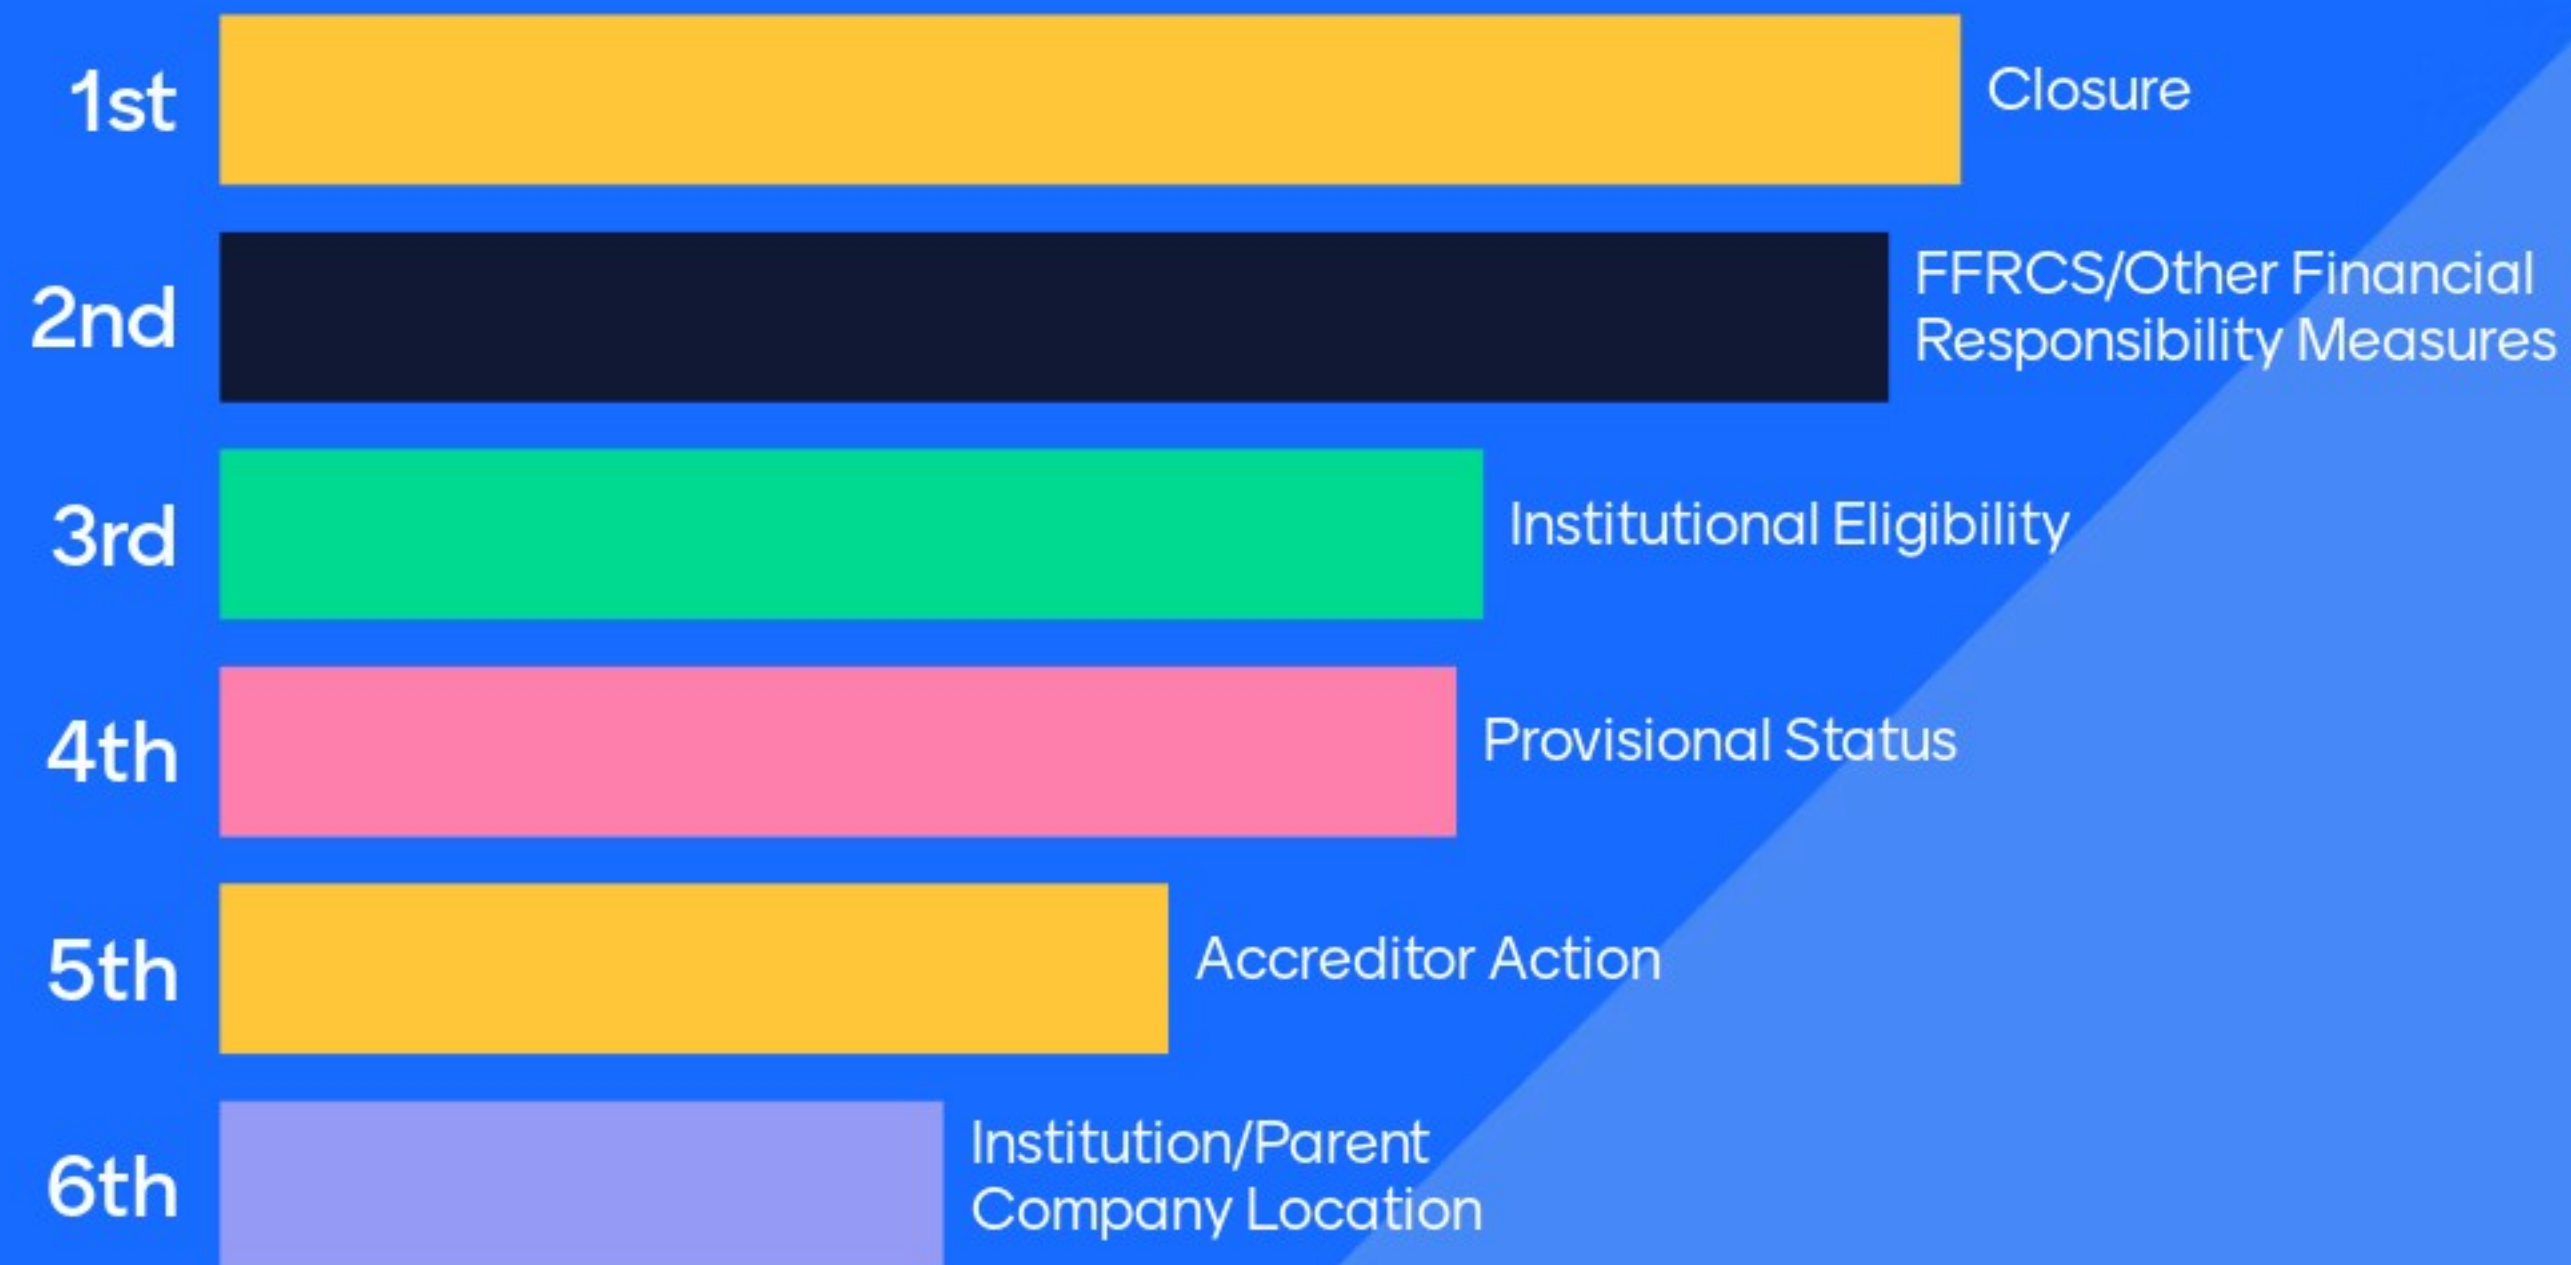 1st
Closure
2nd
FFRCS/Other Financial
Responsibility Measures
3rd
Institutional Eligibility
4th
Provisional Status
5th
Accreditor Action
6th
Institution/Parent
Company Location